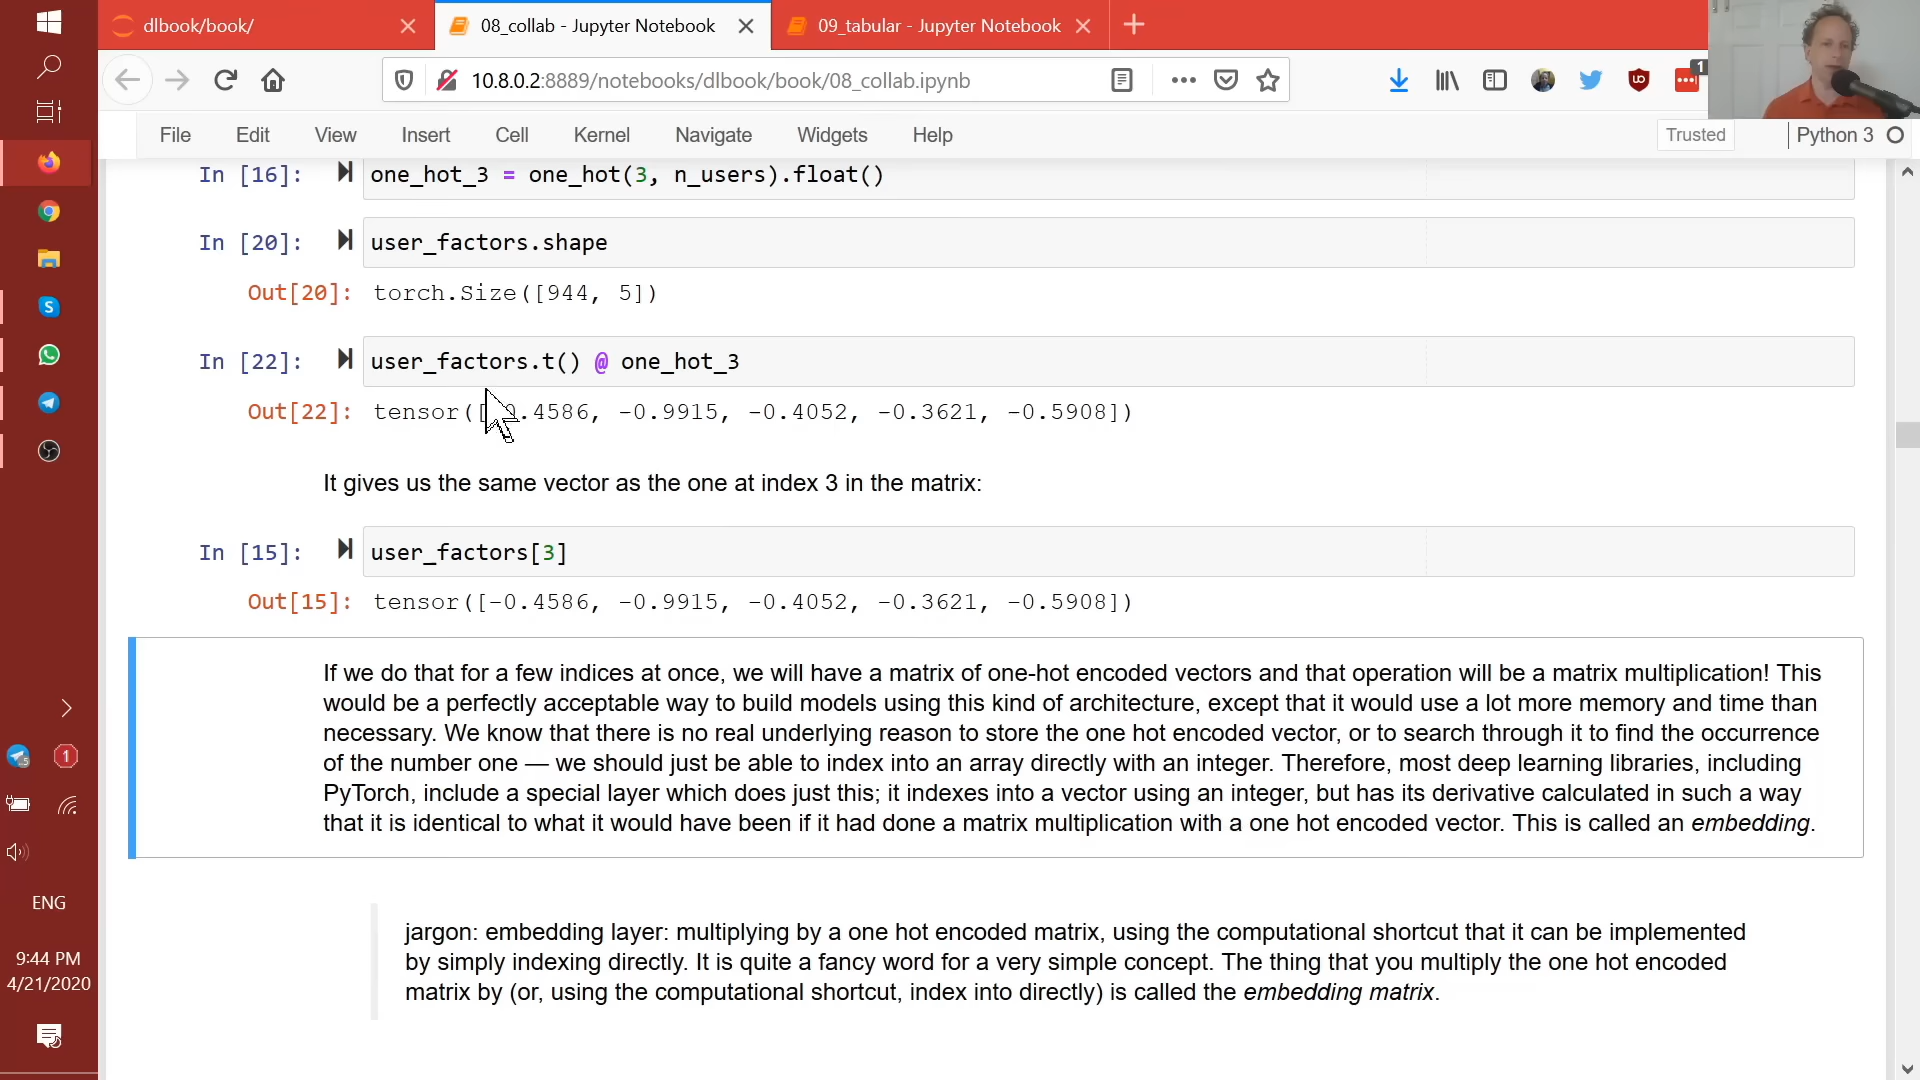 dlbook/book/
08_collab - Jupyter Notebook
09_tabular - Jupyter Notebook
10.8.0.2:8889/notebooks/dlbook/book/08_collab.ipynb
1
File Edit View Insert Cell Kernel Navigate Widgets Help
Trusted
Python 3
In [16]: one_hot_3 = one_hot(3, n_users).float()
In [20]: user_factors.shape
Out[20]: torch.Size([944, 5])
In [22]: user_factors.t() @ one_hot_3
Out[22]: tensor([-0.4586, -0.9915, -0.4052, -0.3621, -0.5908])
It gives us the same vector as the one at index 3 in the matrix:
In [15]: user_factors[3]
Out[15]: tensor([-0.4586, -0.9915, -0.4052, -0.3621, -0.5908])
If we do that for a few indices at once, we will have a matrix of one-hot encoded vectors and that operation will be a matrix multiplication! This
would be a perfectly acceptable way to build models using this kind of architecture, except that it would use a lot more memory and time than
necessary. We know that there is no real underlying reason to store the one hot encoded vector, or to search through it to find the occurrence
of the number one — we should just be able to index into an array directly with an integer. Therefore, most deep learning libraries, including
PyTorch, include a special layer which does just this; it indexes into a vector using an integer, but has its derivative calculated in such a way
that it is identical to what it would have been if it had done a matrix multiplication with a one hot encoded vector. This is called an embedding.
jargon: embedding layer: multiplying by a one hot encoded matrix, using the computational shortcut that it can be implemented
by simply indexing directly. It is quite a fancy word for a very simple concept. The thing that you multiply the one hot encoded
matrix by (or, using the computational shortcut, index into directly) is called the embedding matrix.
1
ENG
9:44 PM
4/21/2020